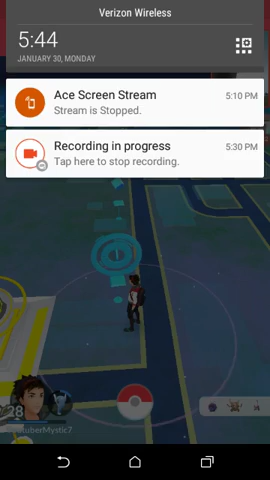 Verizon Wireless
5:44
JANUARY 30, MONDAY
Ace Screen Stream 5:10 PM
Stream is Stopped.
Recording in progress 5:30 PM
Tap here to stop recording.
28